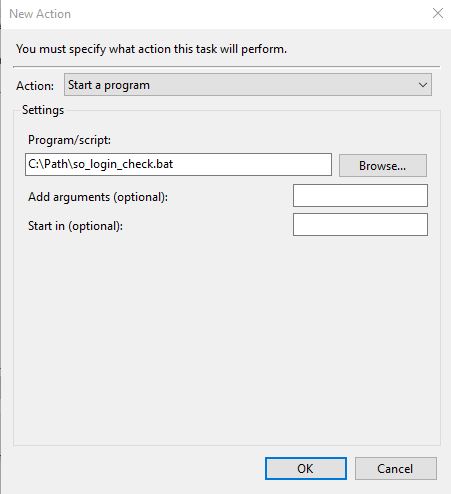 New Action
You must specify what action this task will perform.
Action: Start a program
Settings
Program/script:
C:\Path\so_login_check.bat Browse...
Add arguments (optional):
Start in (optional):
OK Cancel